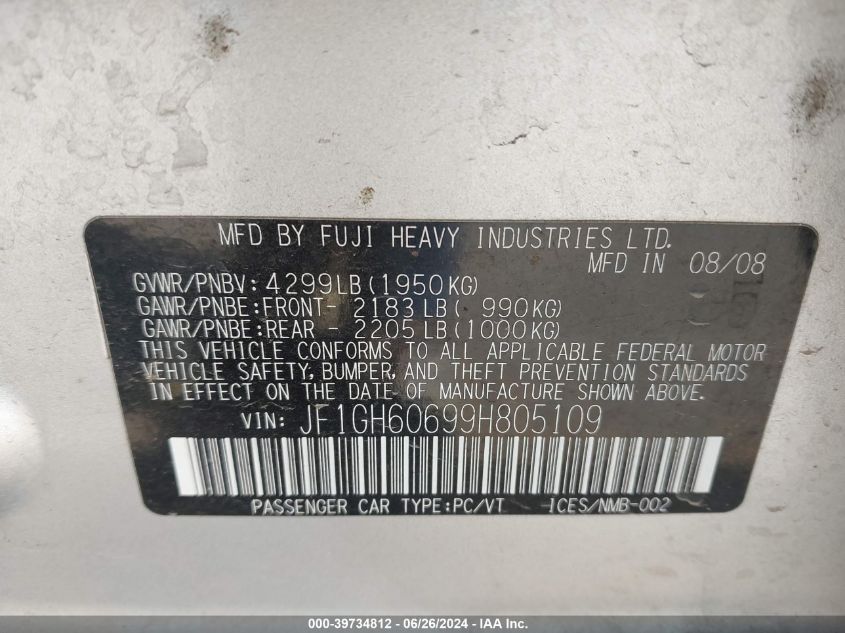 MFD BY FUJI HEAVY INDUSTRIES LTD.
MFD IN 08/08
GVWR/PNBV: 4299LB(1950KG)
GAWR/PNBE:FRONT- 2183LB( 990KG)
GAWR/PNBE:REAR - 2205LB(1000KG)
THIS VEHICLE CONFORMS TO ALL APPLICABLE FEDERAL MOTOR
VEHICLE SAFETY, BUMPER, AND THEFT PREVENTION STANDARDS
IN EFFECT ON THE DATE OF MANUFACTURE SHOWN ABOVE.
VIN: JF1GH60699H805109
PASSENGER CAR TYPE:PC/VT ICES/NMB-002
000-39734812 - 06/26/2024 - IAA Inc.